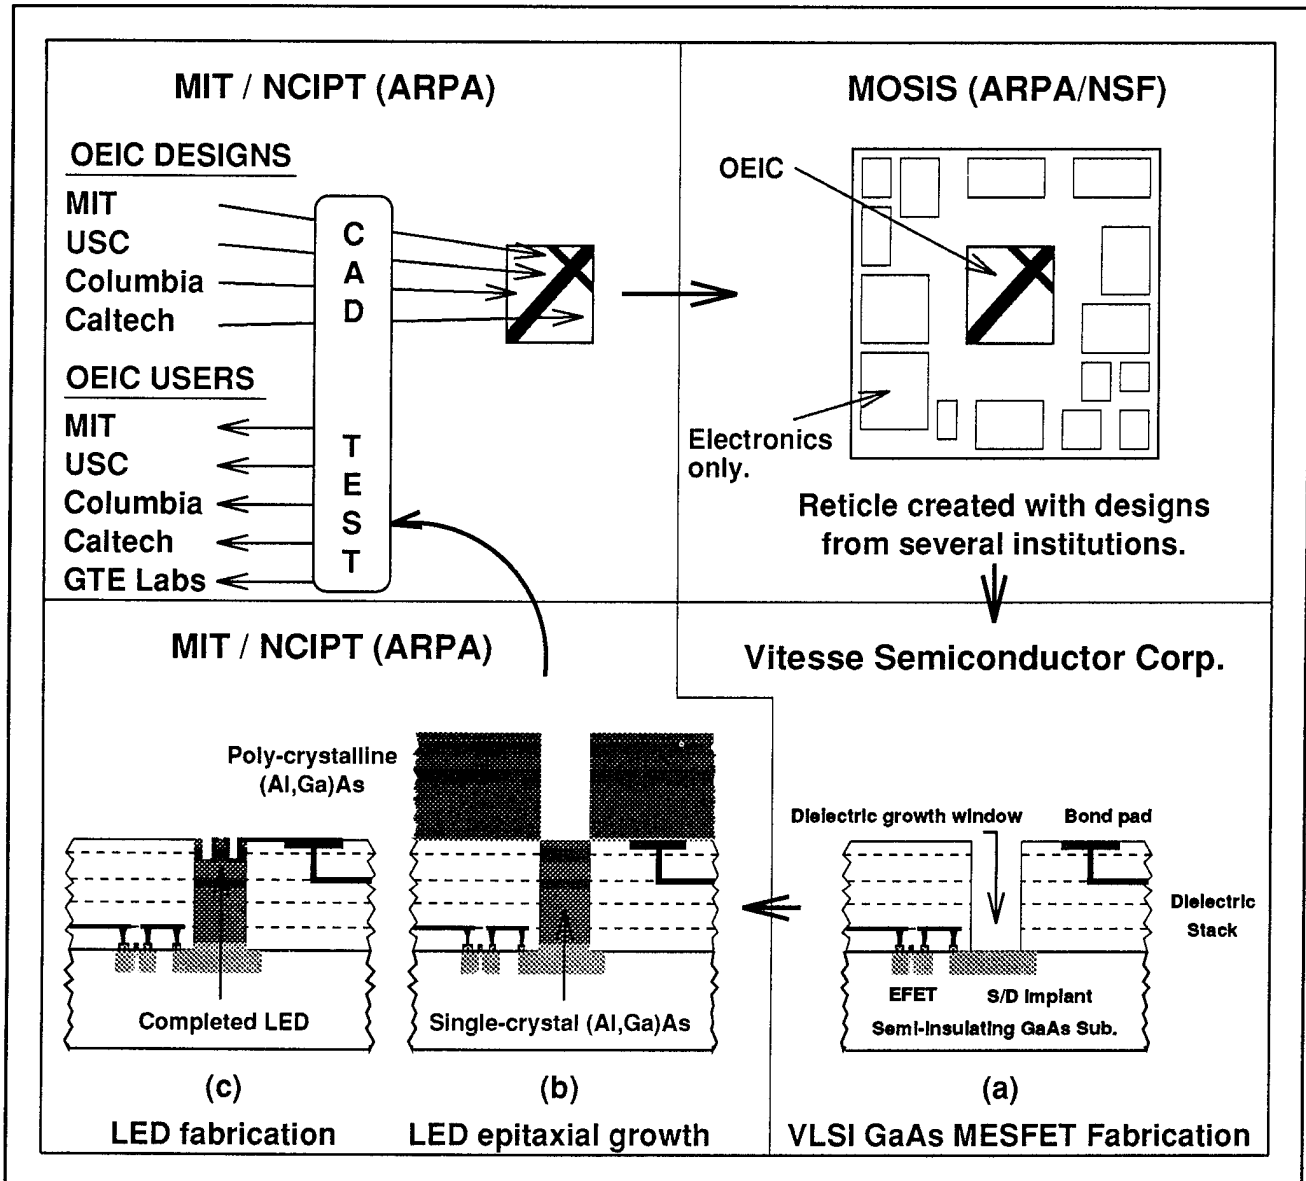 MIT / NCIPT (ARPA)
OEIC DESIGNS
MIT
USC
Columbia
Caltech
C
A
D
OEIC USERS
MIT
USC
Columbia
Caltech
GTE Labs
T
E
S
T
MOSIS (ARPA/NSF)
OEIC
Electronics
only.
Reticle created with designs
from several institutions.
Vitesse Semiconductor Corp.
Dielectric growth window
Bond pad
Dielectric
Stack
EFET
S/D Implant
Semi-Insulating GaAs Sub.
(a)
VLSI GaAs MESFET Fabrication
MIT / NCIPT (ARPA)
Poly-crystalline
(Al,Ga)As
Single-crystal (Al,Ga)As
(b)
LED epitaxial growth
Completed LED
(c)
LED fabrication